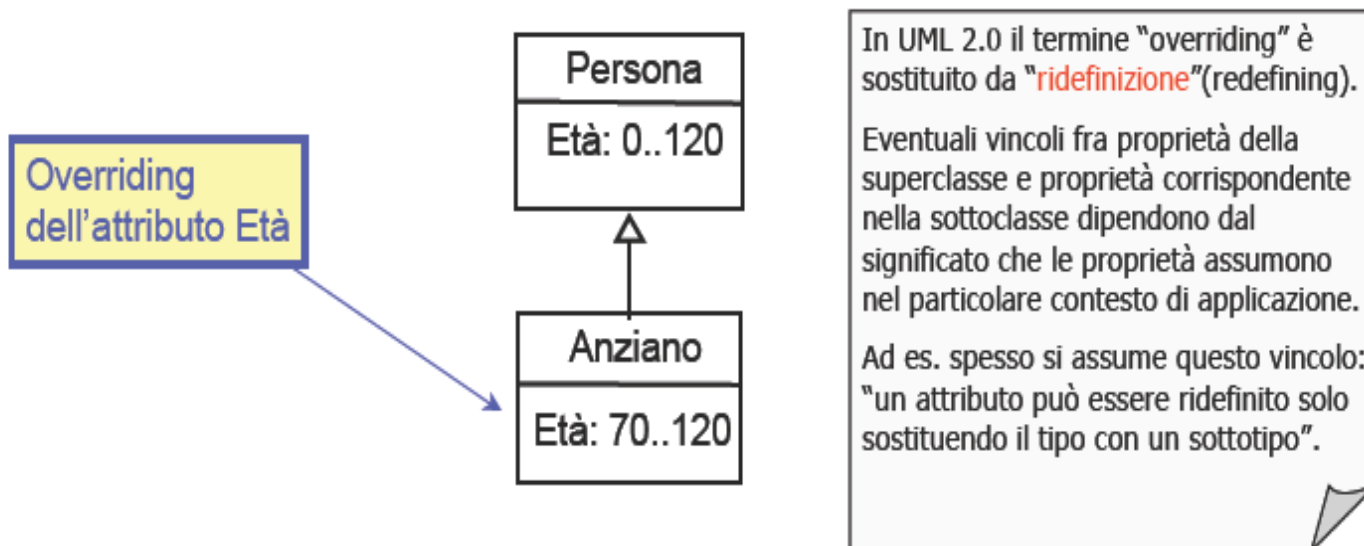 Persona
Età: 0..120
Overriding
dell'attributo Età
Anziano
Età: 70..120
In UML 2.0 il termine “overriding” è
sostituito da “ridefinizione”(redefining).
Eventuali vincoli fra proprietà della
superclasse e proprietà corrispondente
nella sottoclasse dipendono dal
significato che le proprietà assumono
nel particolare contesto di applicazione.
Ad es. spesso si assume questo vincolo:
“un attributo può essere ridefinito solo
sostituendo il tipo con un sottotipo”.